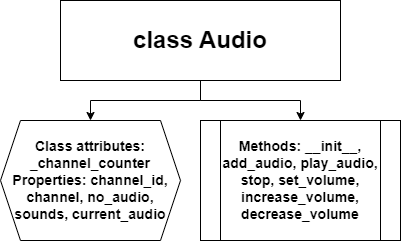 class Audio
Class attributes:
_channel_counter
Properties: channel_id,
channel, no_audio,
sounds, current_audio
Methods: __init__,
add_audio, play_audio,
stop, set_volume,
increase_volume,
decrease_volume